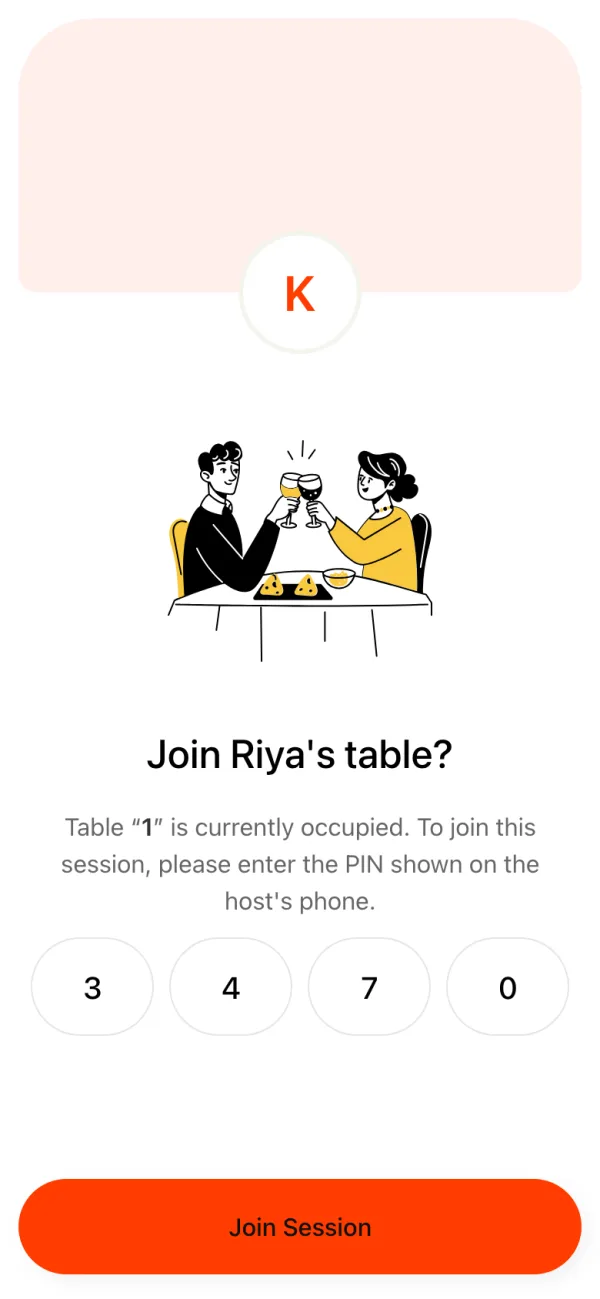 K
Join Riya's table?
Table “1” is currently occupied. To join this
session, please enter the PIN shown on the
host's phone.
3 4 7 0
Join Session